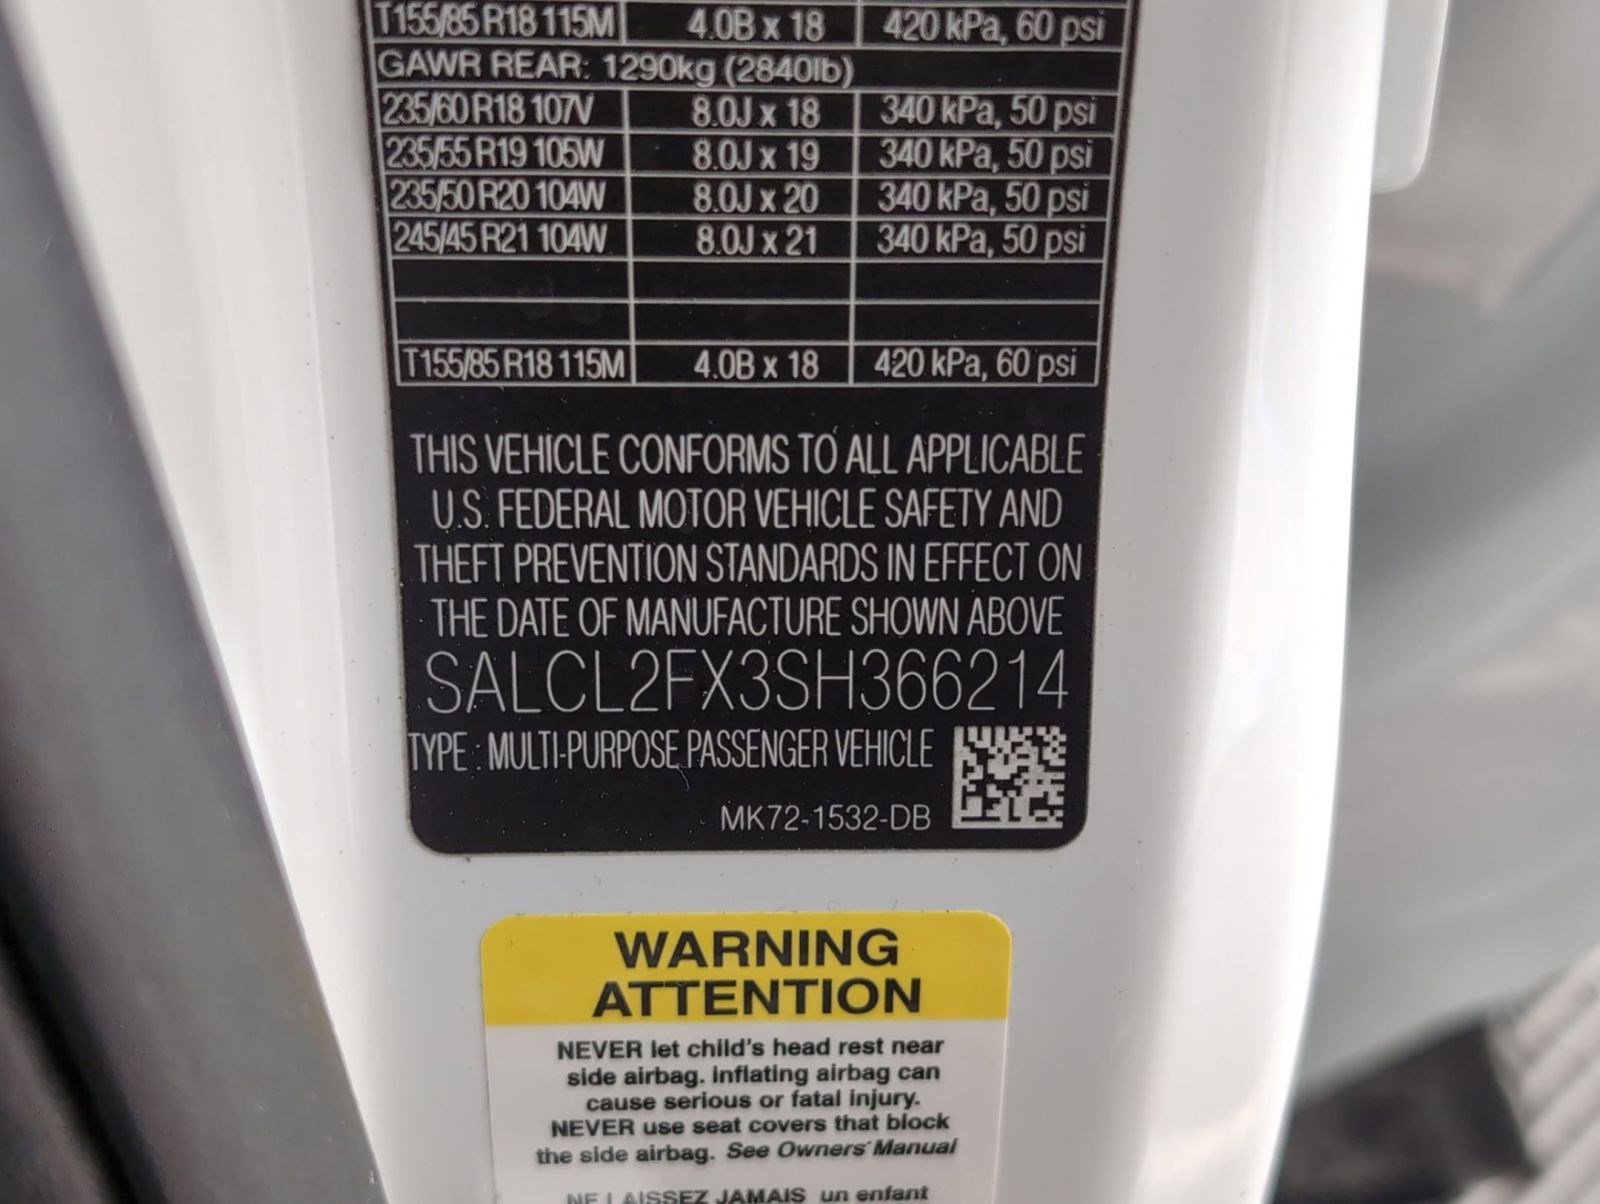 T155/85 R18 115M 4.0B x 18 420 kPa, 60 psi
GAWR REAR: 1290kg (2840lb)
235/60 R18 107V 8.0J x 18 340 kPa, 50 psi
235/55 R19 105W 8.0J x 19 340 kPa, 50 psi
235/50 R20 104W 8.0J x 20 340 kPa, 50 psi
245/45 R21 104W 8.0J x 21 340 kPa, 50 psi
T155/85 R18 115M 4.0B x 18 420 kPa, 60 psi
THIS VEHICLE CONFORMS TO ALL APPLICABLE
U.S. FEDERAL MOTOR VEHICLE SAFETY AND
THEFT PREVENTION STANDARDS IN EFFECT ON
THE DATE OF MANUFACTURE SHOWN ABOVE
SALCL2FX3SH366214
TYPE : MULTI-PURPOSE PASSENGER VEHICLE
MK72-1532-DB
WARNING
ATTENTION
NEVER let child's head rest near
side airbag. Inflating airbag can
cause serious or fatal injury.
NEVER use seat covers that block
the side airbag. See Owners' Manual
NE LAISSEZ JAMAIS un enfant